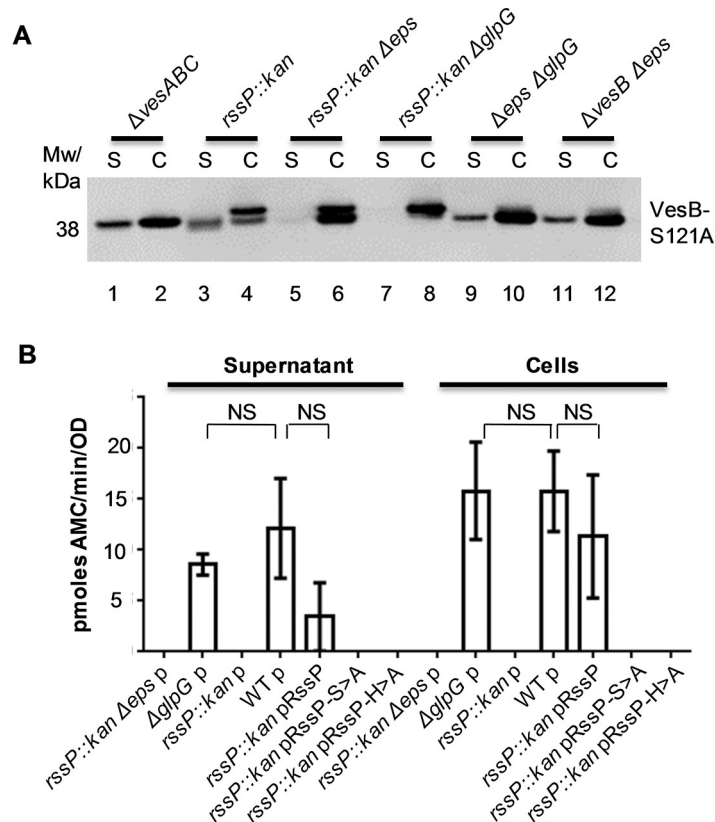 A
ΔvesABC
rssP::kan
rssP::kan Δeps
rssP::kan ΔglpG
Δeps ΔglpG
ΔvesB Δeps
Mw/
kDa
S C S C S C S C S C S C
38
VesB-
S121A
1 2 3 4 5 6 7 8 9 10 11 12
B
Supernatant Cells
NS NS NS NS
20
15
10
5
pmoles AMC/min/OD
rssP::kan Δeps p
ΔglpG p
rssP::kan p
WT p
rssP::kan pRssP
rssP::kan pRssP-S>A
rssP::kan pRssP-H>A
rssP::kan Δeps p
ΔglpG p
rssP::kan p
WT p
rssP::kan pRssP
rssP::kan pRssP-S>A
rssP::kan pRssP-H>A